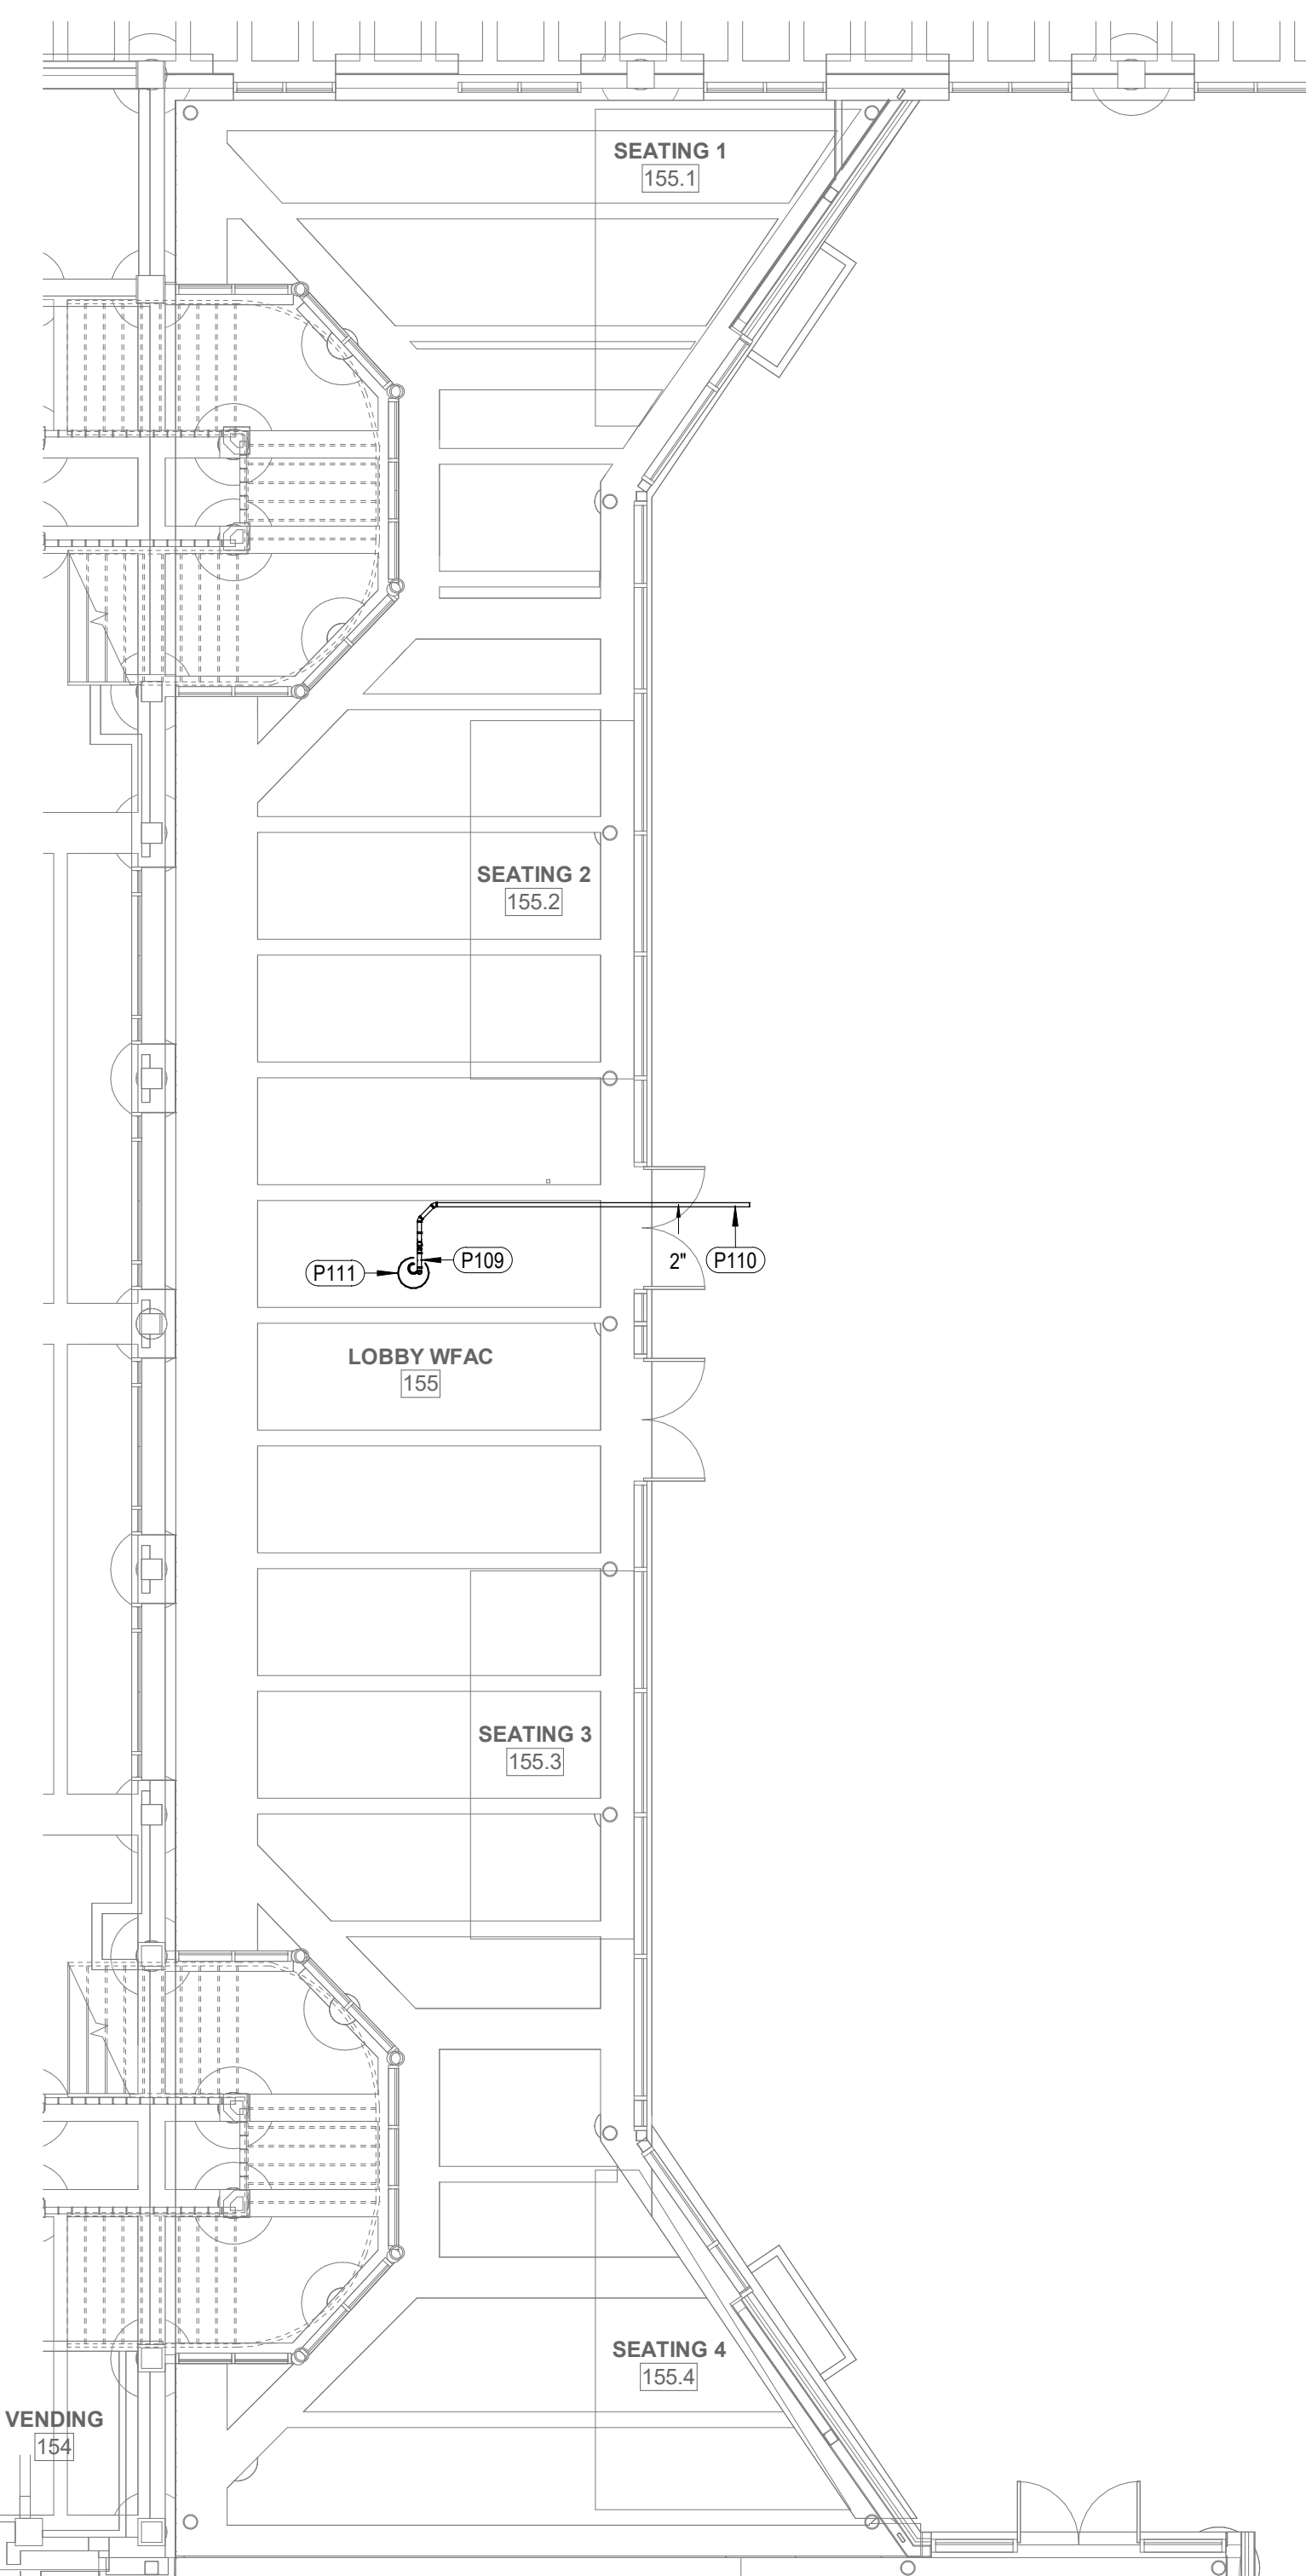 SEATING 1
155.1
SEATING 2
155.2
P111
P109
2"
P110
LOBBY WFAC
155
SEATING 3
155.3
SEATING 4
155.4
VENDING
154